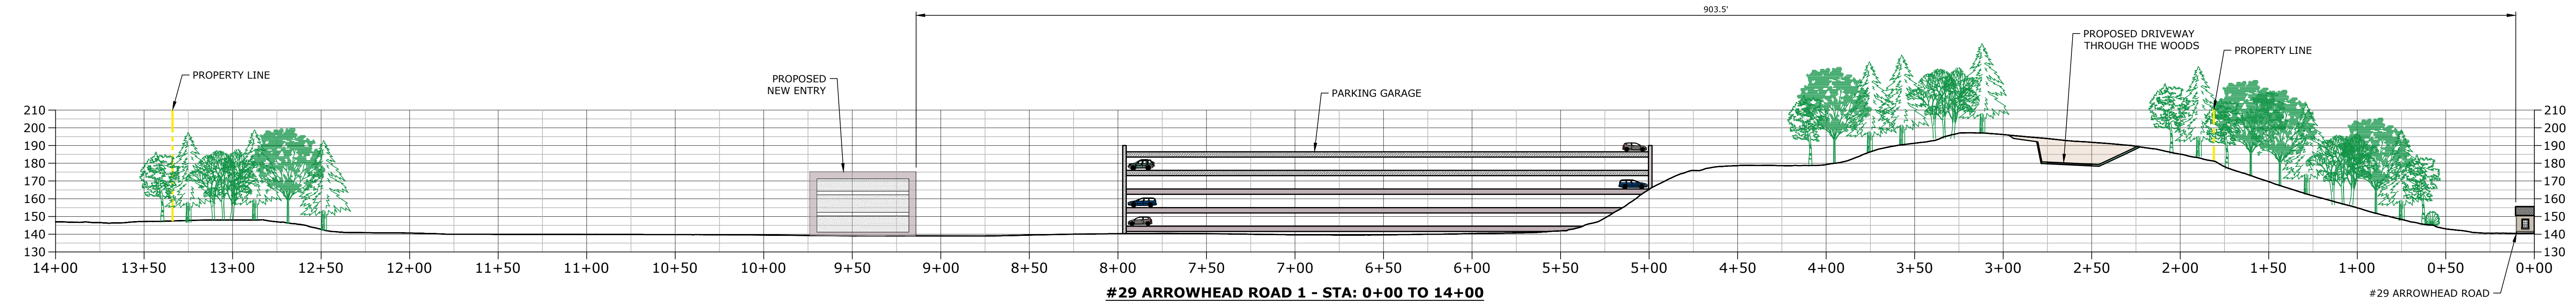 903.5'
PROPOSED DRIVEWAY
THROUGH THE WOODS
PROPERTY LINE
PROPERTY LINE
PROPOSED
NEW ENTRY
PARKING GARAGE
210
200
190
180
170
160
150
140
130
210
200
190
180
170
160
150
140
130
14+00 13+50 13+00 12+50 12+00 11+50 11+00 10+50 10+00 9+50 9+00 8+50 8+00 7+50 7+00 6+50 6+00 5+50 5+00 4+50 4+00 3+50 3+00 2+50 2+00 1+50 1+00 0+50 0+00
#29 ARROWHEAD ROAD 1 - STA: 0+00 TO 14+00
#29 ARROWHEAD ROAD